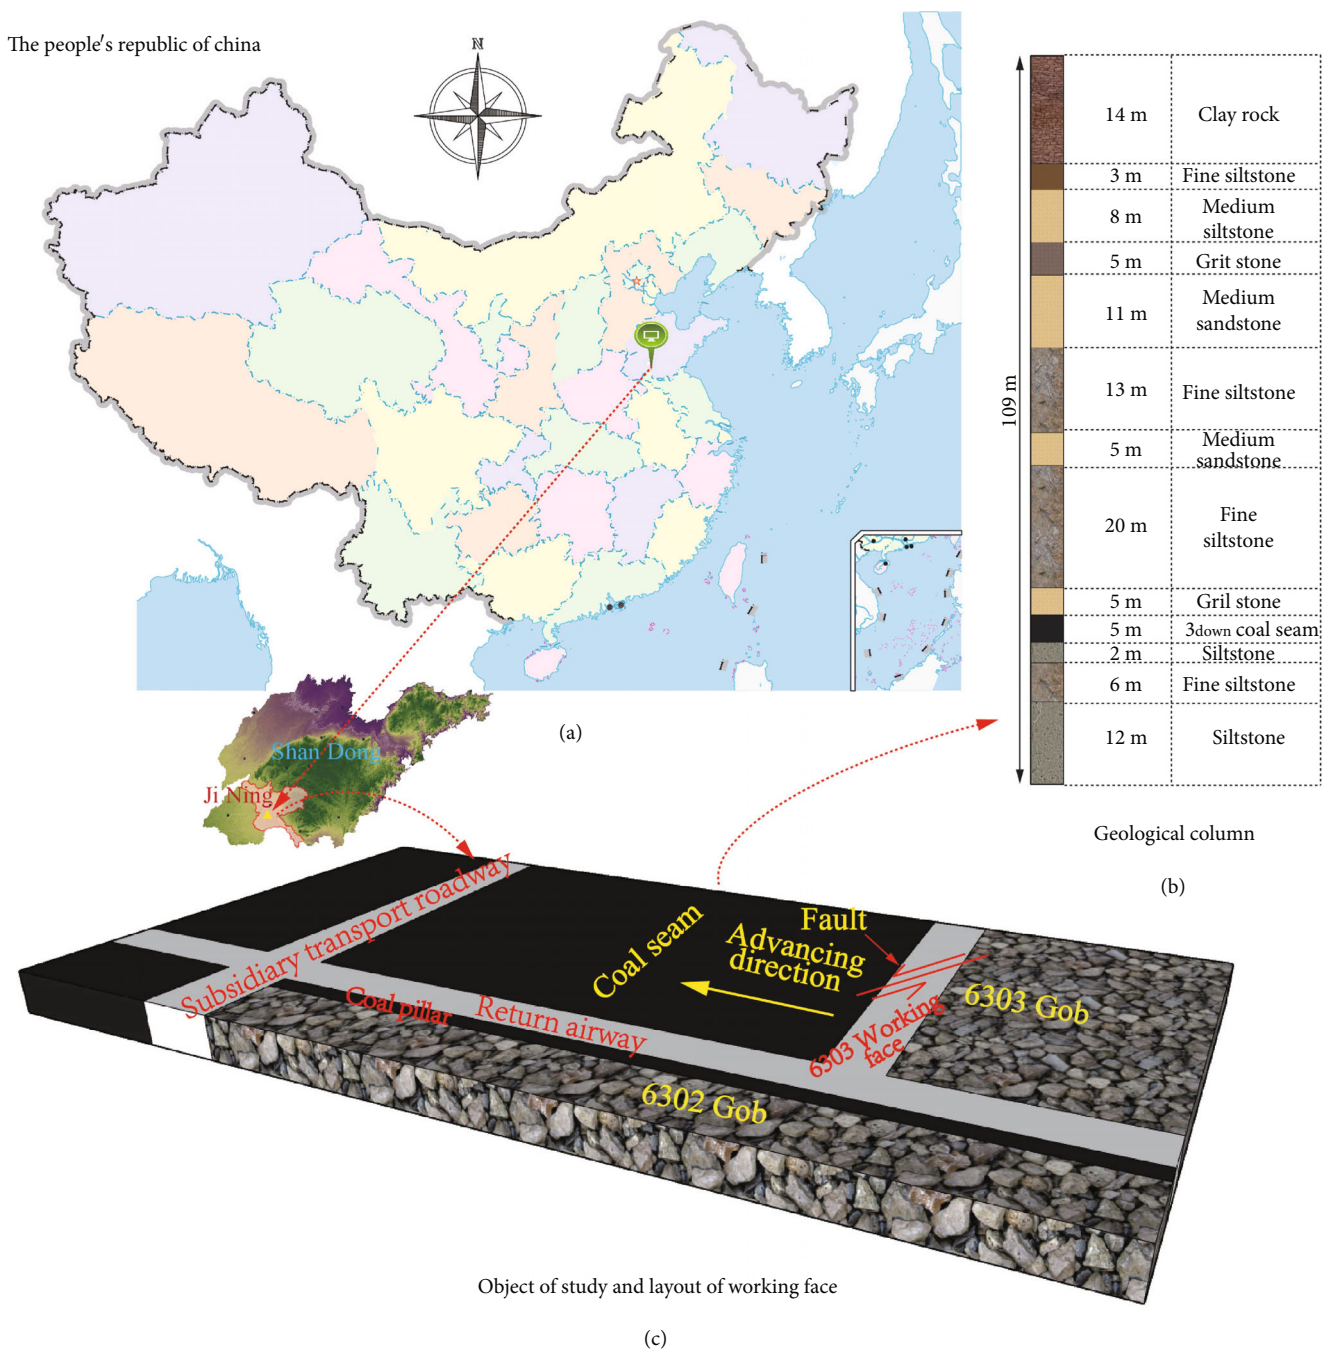 The people's republic of china
N
(a)
109 m
14 m Clay rock
3 m Fine siltstone
8 m Medium
siltstone
5 m Grit stone
11 m Medium
sandstone
13 m Fine siltstone
5 m Medium
sandstone
20 m Fine
siltstone
5 m Gril stone
5 m 3down coal seam
2 m Siltstone
6 m Fine siltstone
12 m Siltstone
Geological column
(b)
Shan Dong
Ji Ning
Subsidiary transport roadway
Coal pillar
Return airway
Coal seam
Fault
Advancing
direction
6303 Working
face
6303 Gob
6302 Gob
Object of study and layout of working face
(c)